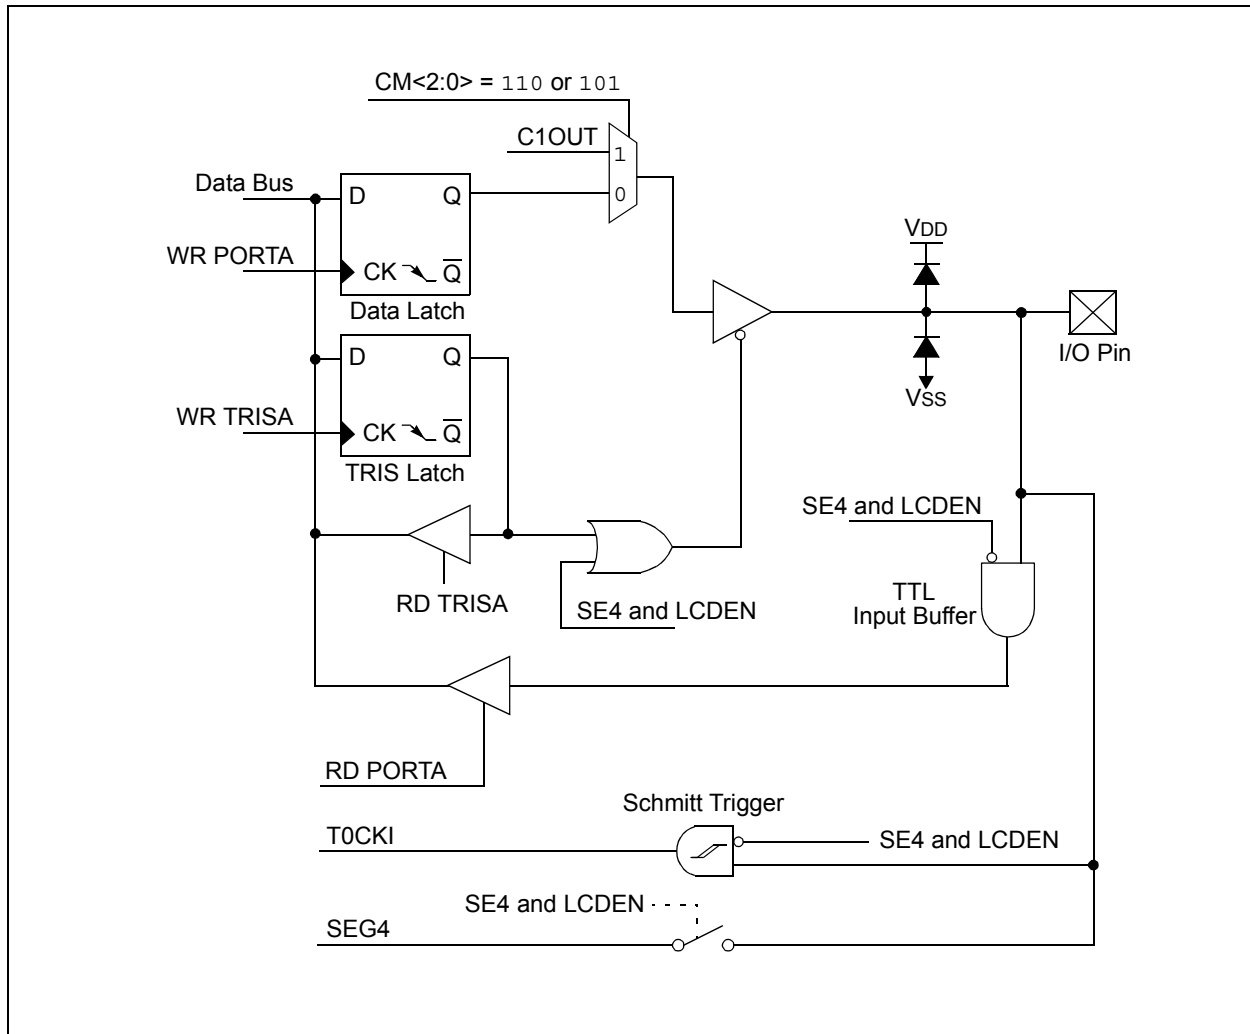 CM<2:0> = 110 or 101
C1OUT
1
0
Data Bus
D Q
WR PORTA
CK Q̅
Data Latch
VDD
I/O Pin
VSS
D Q
WR TRISA
CK Q̅
TRIS Latch
SE4 and LCDEN
RD TRISA
SE4 and LCDEN
TTL
Input Buffer
RD PORTA
Schmitt Trigger
T0CKI
SE4 and LCDEN
SE4 and LCDEN
SEG4